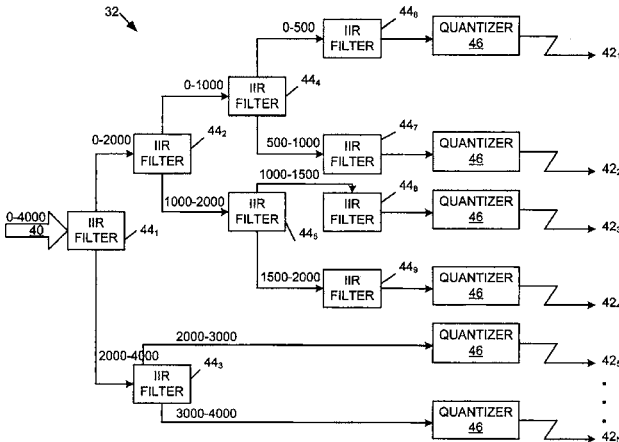 32
0-4000
40
IIR
FILTER
44₁
0-2000
IIR
FILTER
44₂
0-1000
IIR
FILTER
44₄
0-500
IIR
FILTER
44₆
QUANTIZER
46
42₁
500-1000
IIR
FILTER
44₇
QUANTIZER
46
42₂
1000-2000
IIR
FILTER
44₅
1000-1500
IIR
FILTER
44₈
QUANTIZER
46
42₃
1500-2000
IIR
FILTER
44₉
QUANTIZER
46
42₄
2000-4000
IIR
FILTER
44₃
2000-3000
QUANTIZER
46
42₅
3000-4000
QUANTIZER
46
42